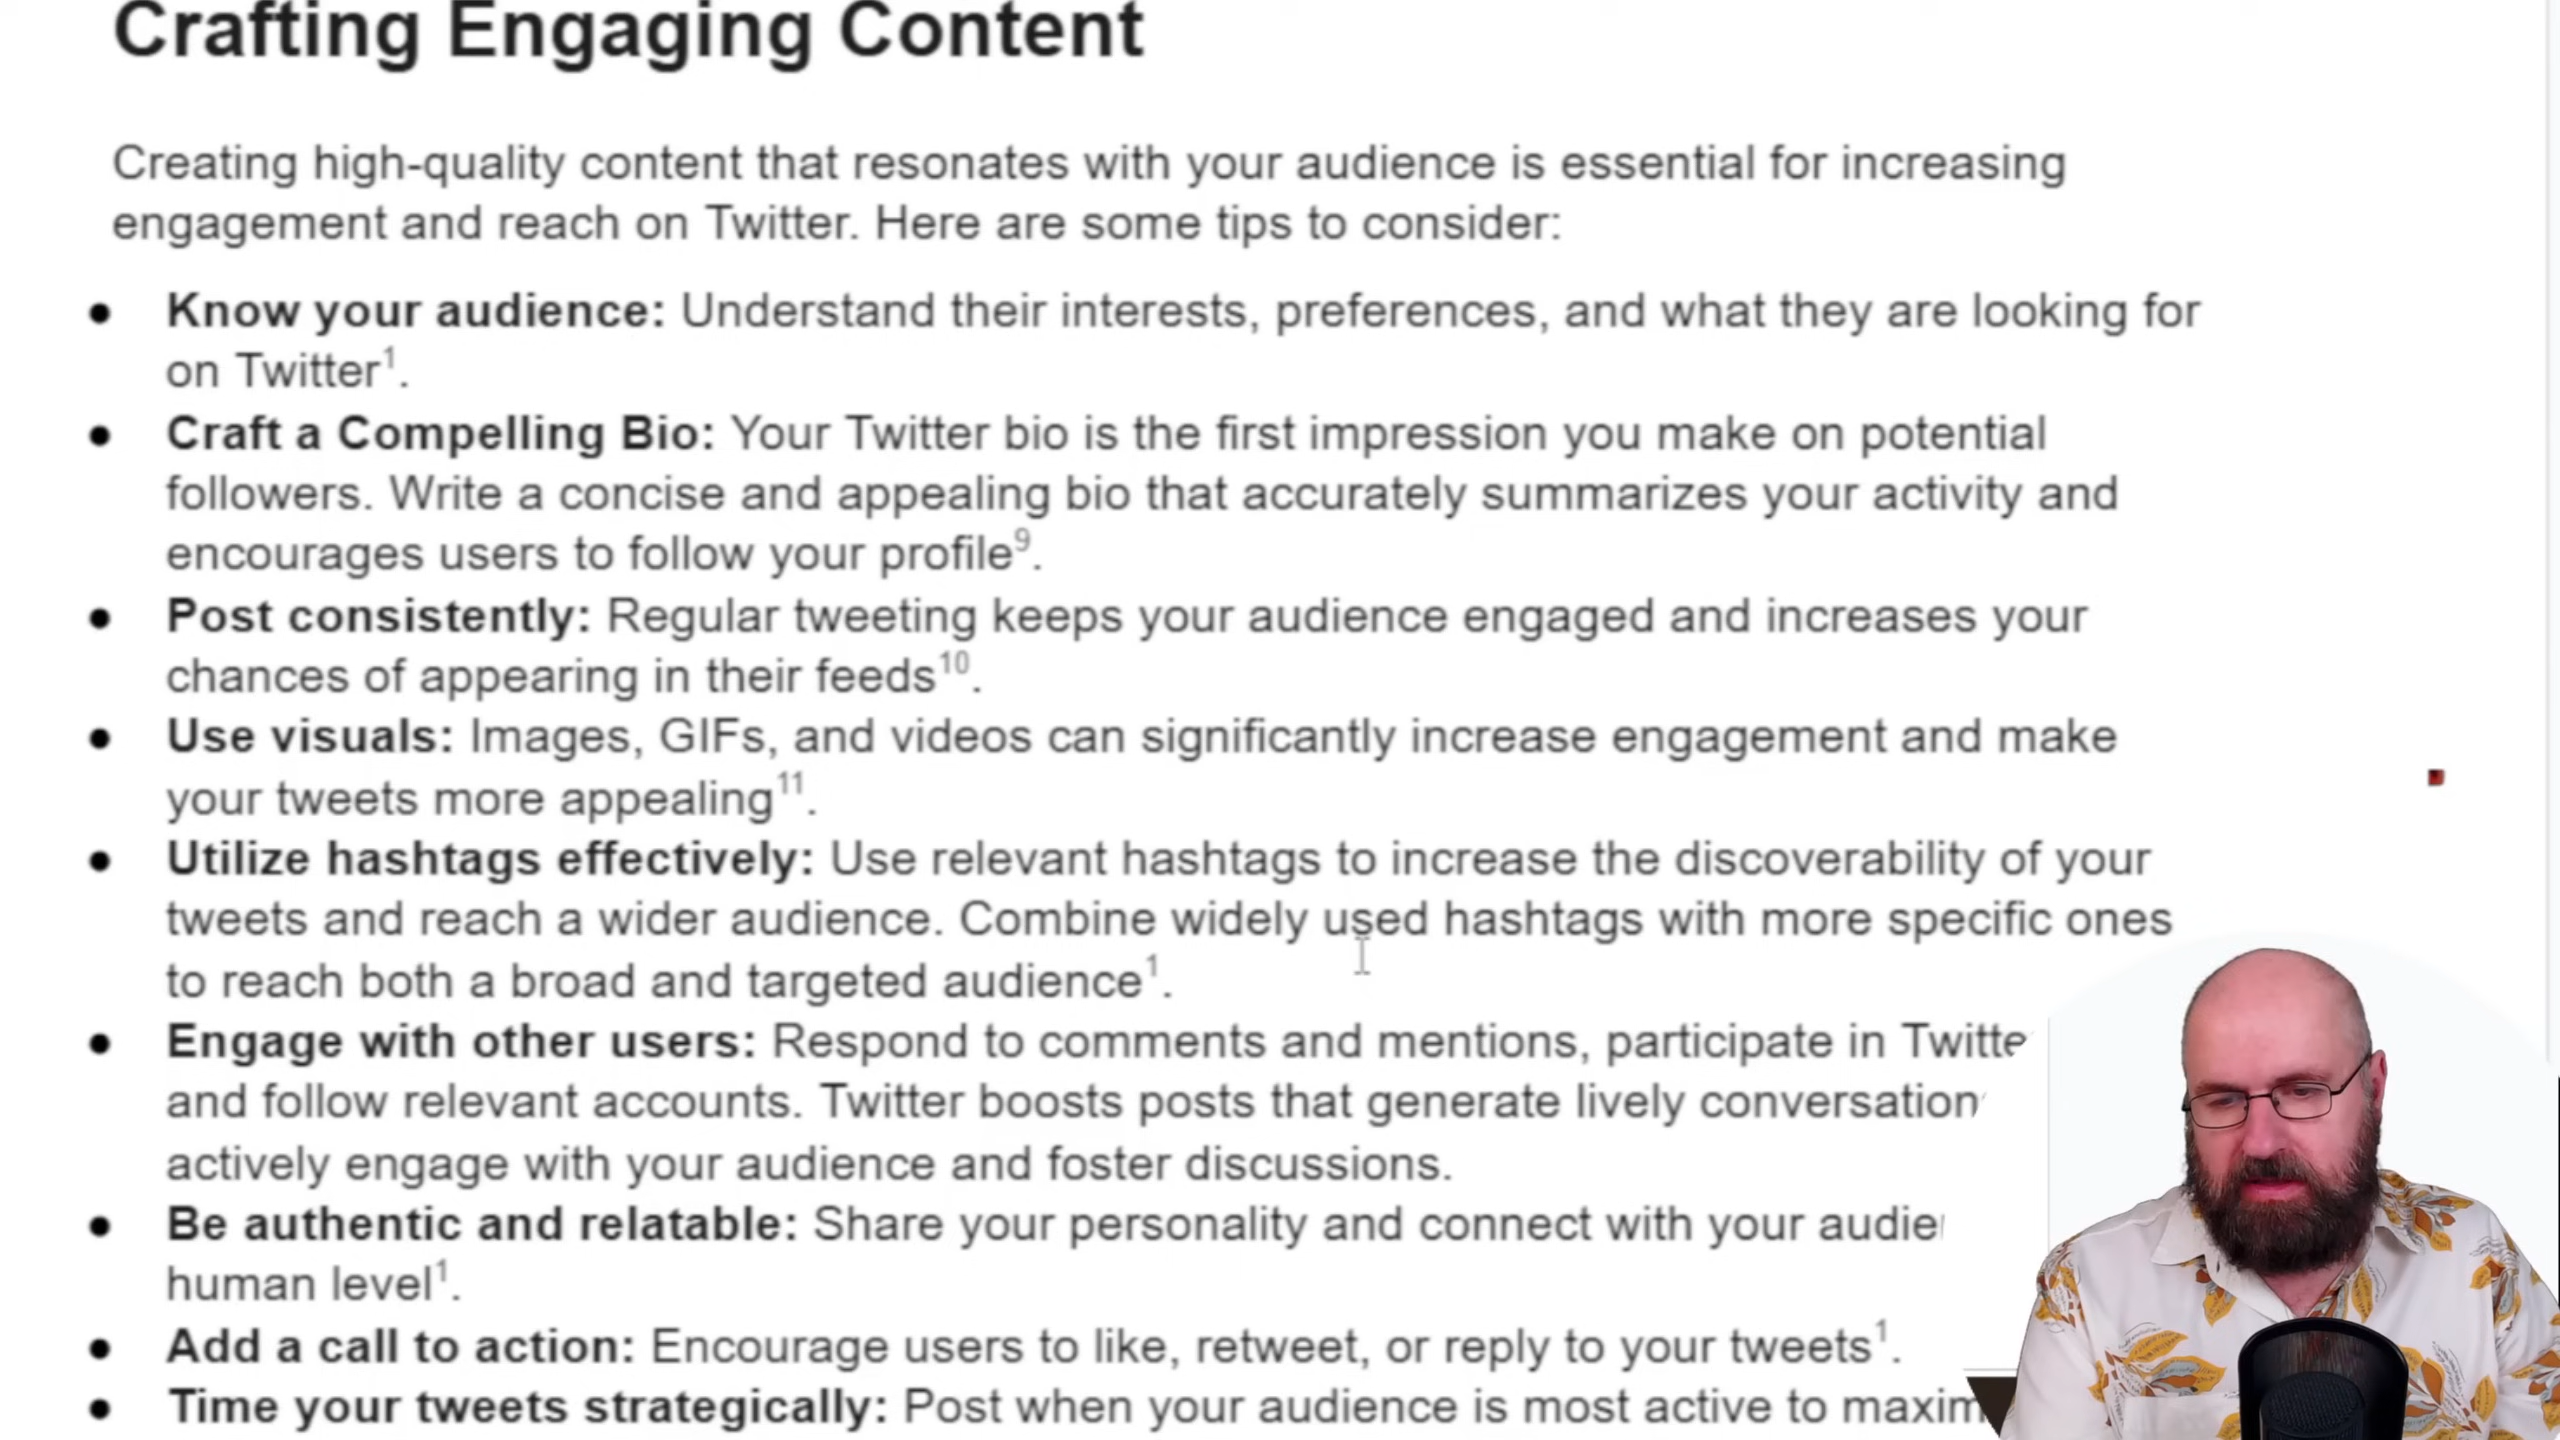 Crafting Engaging Content
Creating high-quality content that resonates with your audience is essential for increasing
engagement and reach on Twitter. Here are some tips to consider:
● Know your audience: Understand their interests, preferences, and what they are looking for
on Twitter¹.
● Craft a Compelling Bio: Your Twitter bio is the first impression you make on potential
followers. Write a concise and appealing bio that accurately summarizes your activity and
encourages users to follow your profile⁹.
● Post consistently: Regular tweeting keeps your audience engaged and increases your
chances of appearing in their feeds¹⁰.
● Use visuals: Images, GIFs, and videos can significantly increase engagement and make
your tweets more appealing¹¹.
● Utilize hashtags effectively: Use relevant hashtags to increase the discoverability of your
tweets and reach a wider audience. Combine widely used hashtags with more specific ones
to reach both a broad and targeted audience¹.
● Engage with other users: Respond to comments and mentions, participate in Twitte
and follow relevant accounts. Twitter boosts posts that generate lively conversation
actively engage with your audience and foster discussions.
● Be authentic and relatable: Share your personality and connect with your audie
human level¹.
● Add a call to action: Encourage users to like, retweet, or reply to your tweets¹.
● Time your tweets strategically: Post when your audience is most active to maxim